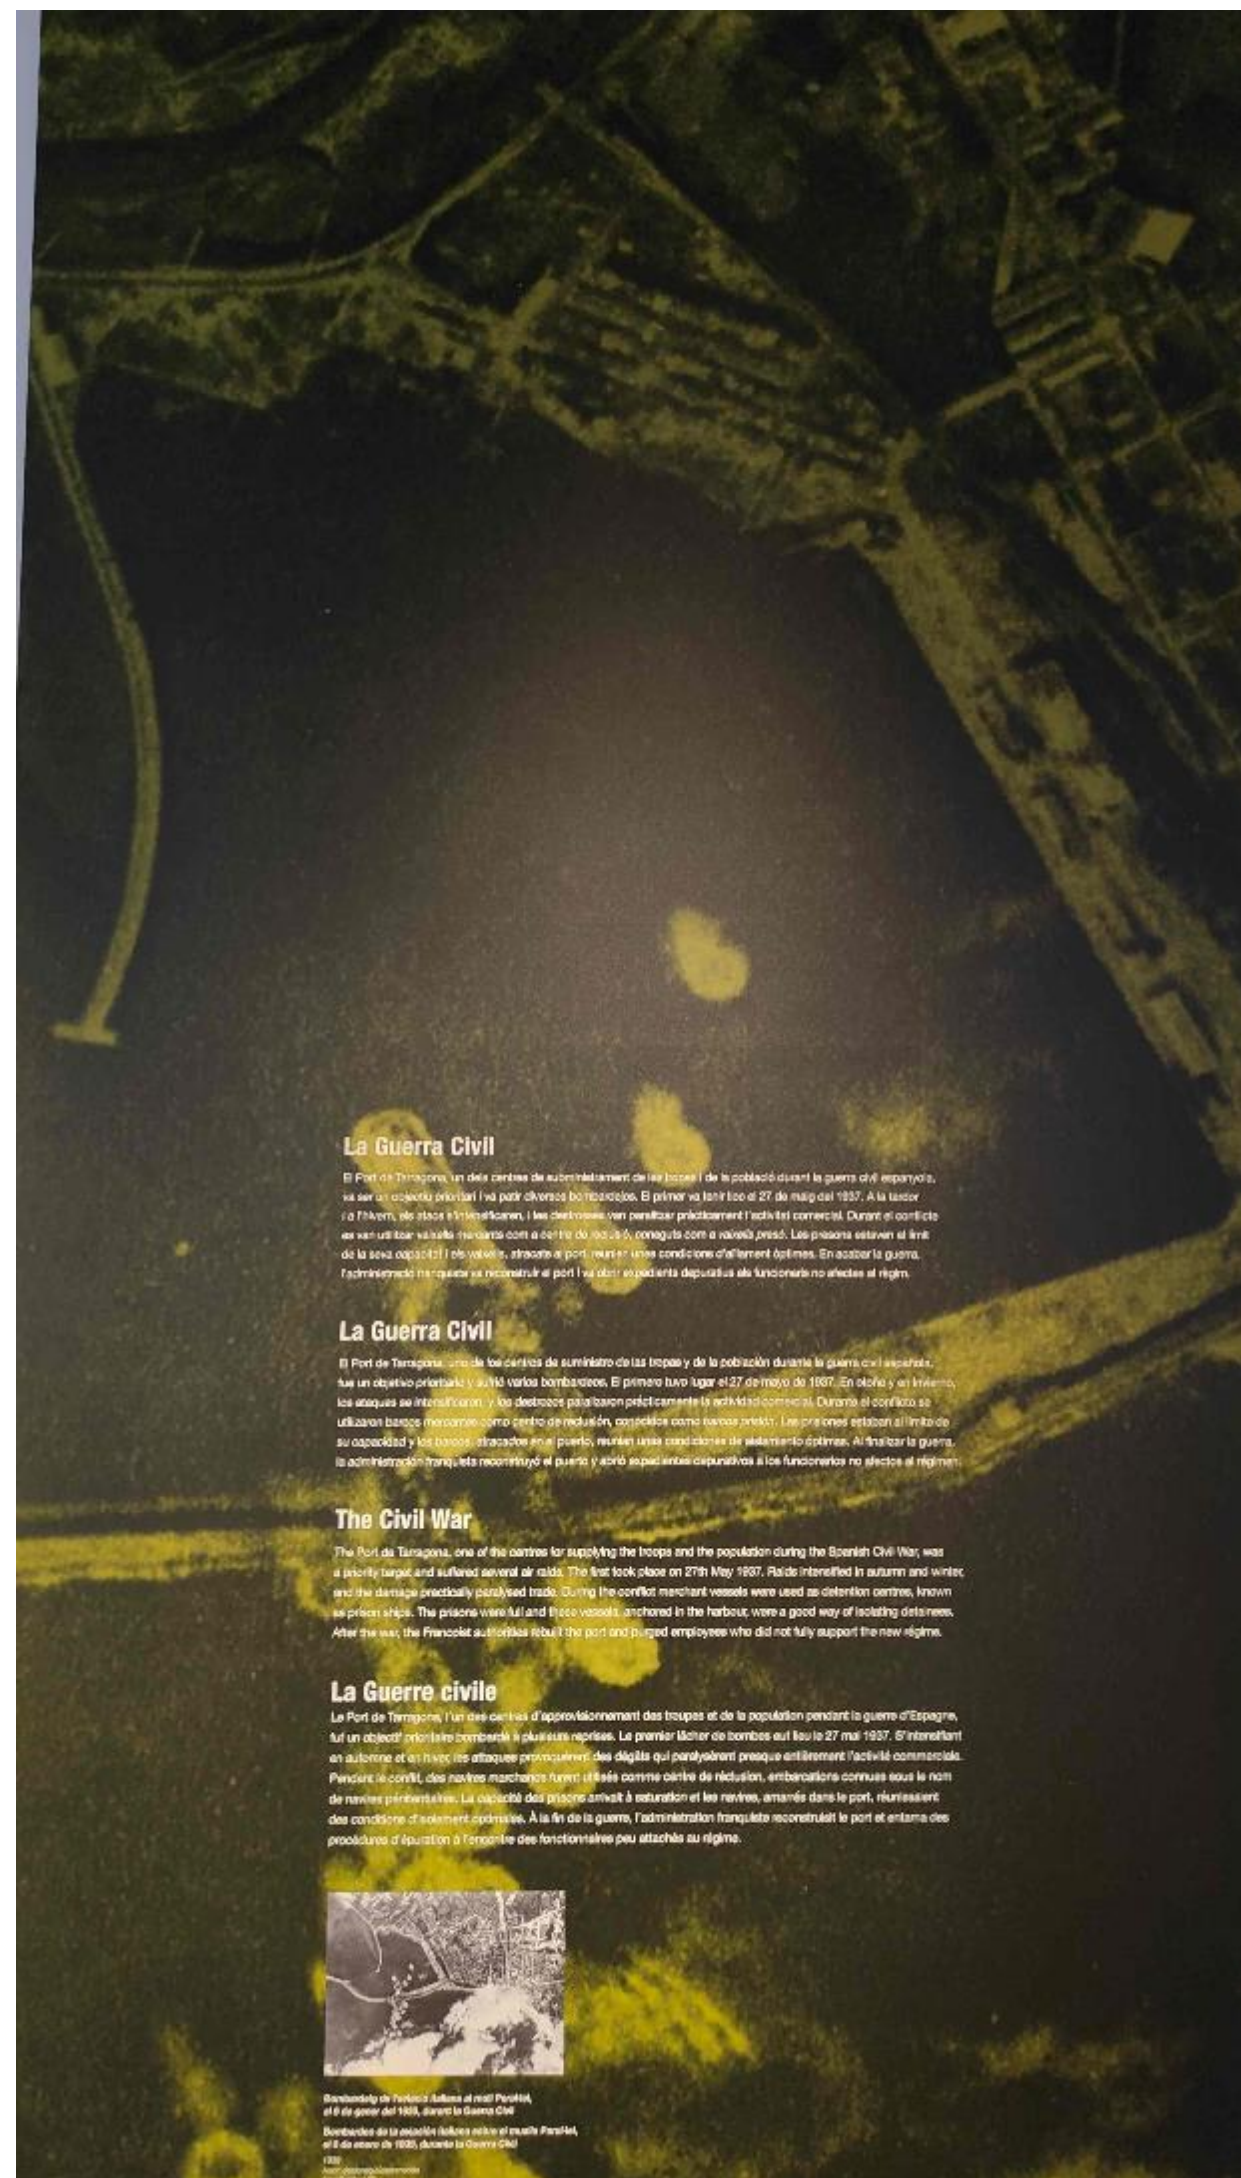 La Guerra Civil
El Port de Tarragona, un dels centres de subministrament de les tropes i de la població durant la guerra civil espanyola,
va ser un objectiu prioritari i va patir diversos bombardejos. El primer va tenir lloc el 27 de maig del 1937. A la tardor
i a l'hivern, els atacs s'intensificaren, i les destrosses van paralitzar pràcticament l'activitat comercial. Durant el conflicte
es van utilitzar vaixells mercants com a centre de reclusió, coneguts com a vaixells presó. Les presons estaven al límit
de la seva capacitat i els vaixells, atracats al port, reunien unes condicions d'aïllament òptimes. En acabar la guerra,
l'administració franquista va reconstruir el port i va obrir expedients depuratius als funcionaris no afectes al règim.
La Guerra Civil
El Port de Tarragona, uno de los centros de suministro de las tropas y de la población durante la guerra civil española,
fue un objetivo prioritario y sufrió varios bombardeos. El primero tuvo lugar el 27 de mayo de 1937. En otoño y en invierno,
los ataques se intensificaron, y los destrozos paralizaron prácticamente la actividad comercial. Durante el conflicto se
utilizaron barcos mercantes como centro de reclusión, conocidos como barcos prisión. Las prisiones estaban al límite de
su capacidad y los barcos, atracados en el puerto, reunían unas condiciones de aislamiento óptimas. Al finalizar la guerra,
la administración franquista reconstruyó el puerto y abrió expedientes depurativos a los funcionarios no afectos al régimen.
The Civil War
The Port de Tarragona, one of the centres for supplying the troops and the population during the Spanish Civil War, was
a priority target and suffered several air raids. The first took place on 27th May 1937. Raids intensified in autumn and winter,
and the damage practically paralysed trade. During the conflict merchant vessels were used as detention centres, known
as prison ships. The prisons were full and these vessels, anchored in the harbour, were a good way of isolating detainees.
After the war, the Francoist authorities rebuilt the port and purged employees who did not fully support the new régime.
La Guerre civile
Le Port de Tarragona, l'un des centres d'approvisionnement des troupes et de la population pendant la guerre d'Espagne,
fut un objectif prioritaire bombardé à plusieurs reprises. Le premier lâcher de bombes eut lieu le 27 mai 1937. S'intensifiant
en automne et en hiver, les attaques provoquèrent des dégâts qui paralysèrent presque entièrement l'activité commerciale.
Pendant le conflit, des navires marchands furent utilisés comme centre de réclusion, embarcations connues sous le nom
de navires pénitentiaires. La capacité des prisons arrivait à saturation et les navires, amarrés dans le port, réunissaient
des conditions d'isolement optimales. À la fin de la guerre, l'administration franquiste reconstruisit le port et entama des
procédures d'épuration à l'encontre des fonctionnaires peu attachés au régime.
Bombardeig de l'aviació italiana al moll Paral·lel,
durant la Guerra Civil
Bombardeo de la aviación italiana sobre el muelle Paral·lel,
durante la Guerra Civil